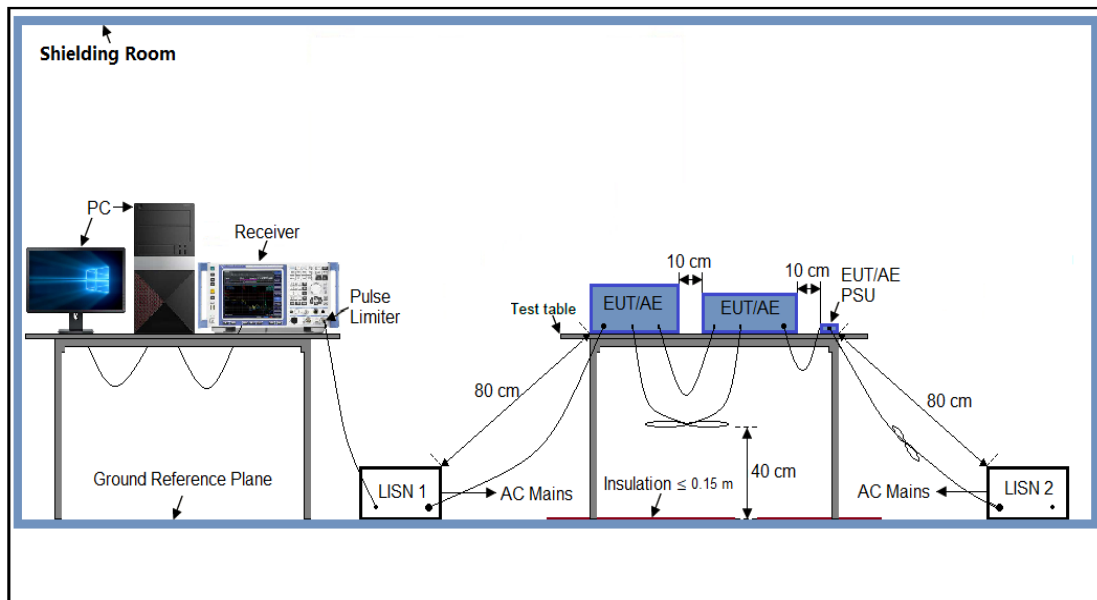 Shielding Room
PC
Receiver
Pulse
Limiter
Test table
EUT/AE
10 cm
EUT/AE
10 cm
EUT/AE
PSU
80 cm
80 cm
40 cm
Ground Reference Plane
LISN 1
AC Mains
Insulation ≤ 0.15 m
AC Mains
LISN 2